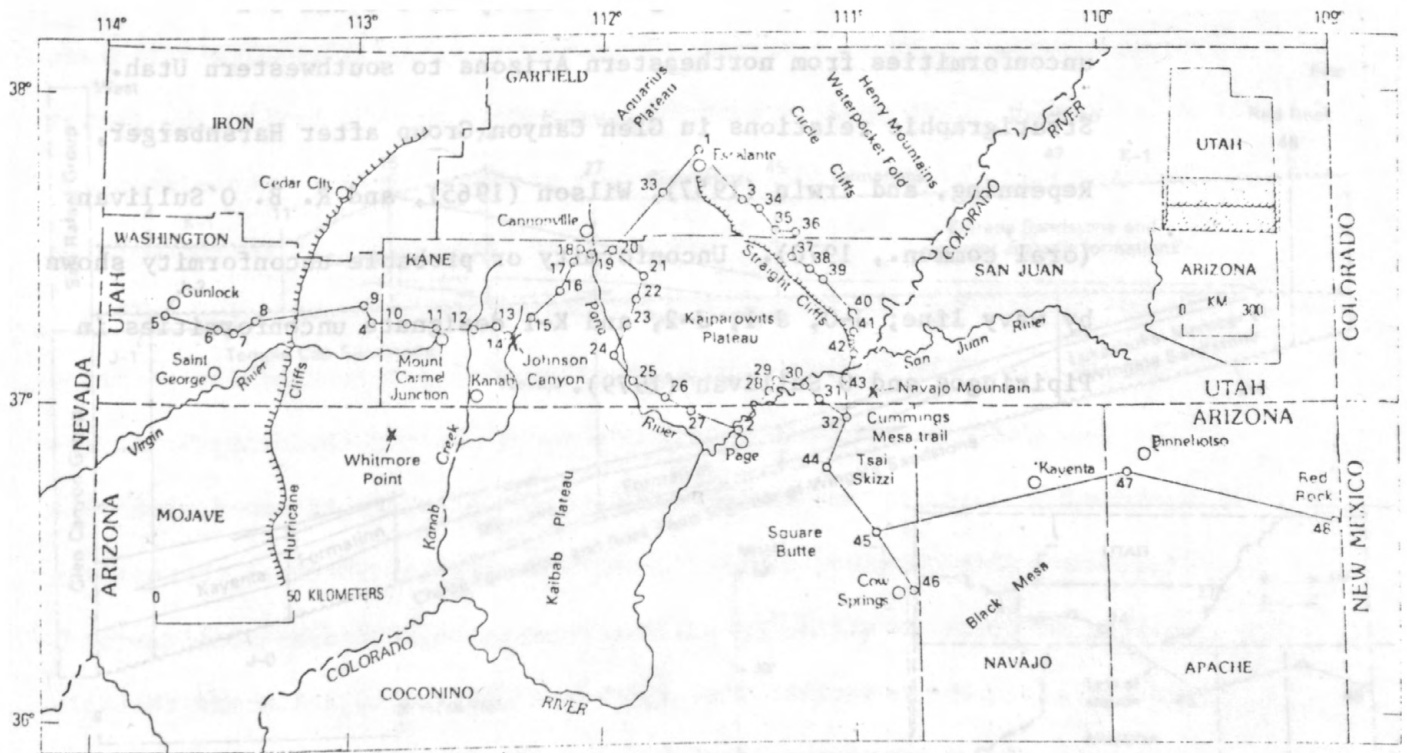 114°
113°
112°
111°
110°
109°
38°
37°
36°
GARFIELD
IRON
Aquarius
Plateau
Henry Mountains
Waterpocket Fold
Circle
Cliffs
COLORADO
RIVER
Escalante
Cedar City
Cannonville
WASHINGTON
KANE
SAN JUAN
UTAH
ARIZONA
KM
0 300
COLORADO
Gunlock
Saint
George
Virgin
River
Cliffs
Hurricane
Mount
Carmel
Junction
Kanab
Johnson
Canyon
Paria
River
Kaiparowits
Plateau
Straight Cliffs
San Juan River
Navajo Mountain
Cummings
Mesa trail
Tsai
Skizzi
Page
UTAH
NEVADA
ARIZONA
UTAH
ARIZONA
COLORADO
NEW MEXICO
Whitmore
Point
Kanab
Creek
Kaibab
Plateau
MOJAVE
0 50 KILOMETERS
COLORADO
RIVER
COCONINO
Square
Butte
Cow
Springs
Black Mesa
Kayenta
Dinnehotso
Red
Rock
NAVAJO
APACHE
1
2
3
4
5
6
7
8
9
10
11
12
13
14
15
16
17
18
19
20
21
22
23
24
25
26
27
28
29
30
31
32
33
34
35
36
37
38
39
40
41
42
43
44
45
46
47
48